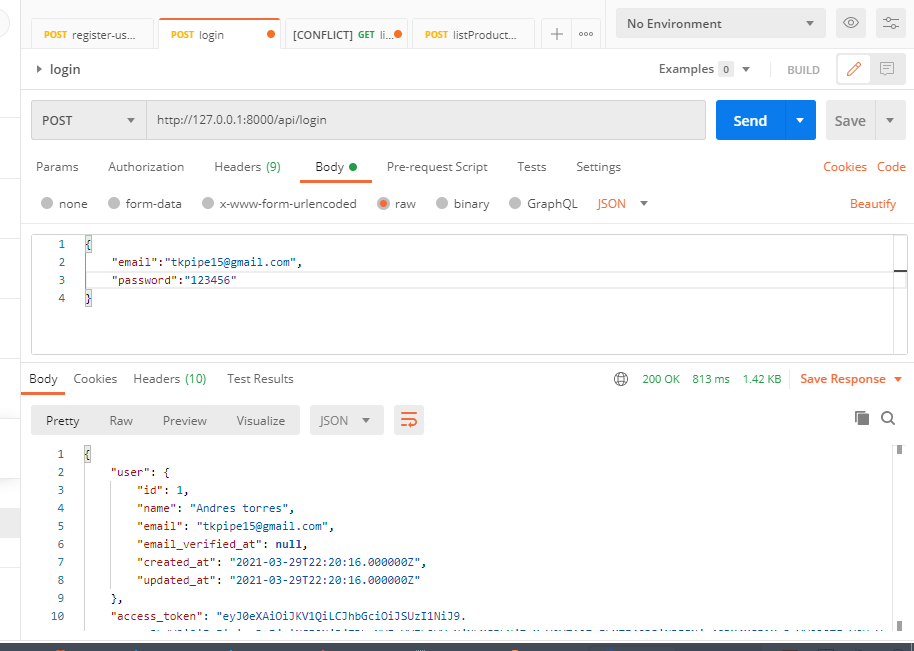 POST register-us...
POST login
[CONFLICT] GET li...
POST listProduct...
No Environment
login
Examples 0
BUILD
POST
http://127.0.0.1:8000/api/login
Send
Save
Params
Authorization
Headers (9)
Body
Pre-request Script
Tests
Settings
Cookies
Code
none
form-data
x-www-form-urlencoded
raw
binary
GraphQL
JSON
Beautify
1 {
2 "email":"tkpipe15@gmail.com",
3 "password":"123456"
4 }
Body
Cookies
Headers (10)
Test Results
200 OK
813 ms
1.42 KB
Save Response
Pretty
Raw
Preview
Visualize
JSON
1 {
2 "user": {
3 "id": 1,
4 "name": "Andres torres",
5 "email": "tkpipe15@gmail.com",
6 "email_verified_at": null,
7 "created_at": "2021-03-29T22:20:16.000000Z",
8 "updated_at": "2021-03-29T22:20:16.000000Z"
9 },
10 "access_token": "eyJ0eXAiOiJKV1QiLCJhbGciOiJSUzI1NiJ9.